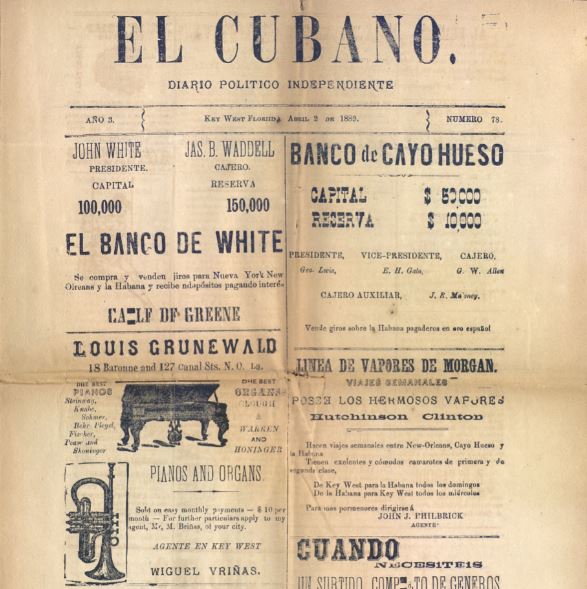 EL CUBANO.
DIARIO POLITICO INDEPENDIENTE
AÑO 3.
KEY WEST FLORIDA ABRIL 2 DE 1889.
NUMERO 78.
JOHN WHITE
PRESIDENTE.
JAS. B. WADDELL
CAJERO.
CAPITAL
100,000
RESERVA
150,000
EL BANCO DE WHITE
Se compra y venden jiros para Nueva York New
Orleans y la Habana y recibe ndepósitos pagando interés
CALLE DE GREENE
LOUIS GRUNEWALD
18 Baronne and 127 Canal Sts. N. O. La.
THE BEST
PIANOS
Steinway,
Knabe,
Sohmer,
Behr Pleyel,
Fischer,
Pease and
Shoninger
THE BEST
ORGANS
CLOUGH
&
WARREN
AND
HONINGER
PIANOS AND ORGANS.
Sold on easy monthly payments — $ 10 per
month — For further particulars apply to my
agent, Mr. M. Briñas, of your city.
AGENTE EN KEY WEST
WIGUEL VRIÑAS.
BANCO de CAYO HUESO
CAPITAL $ 50,000
RESERVA $ 10,000
PRESIDENTE, VICE-PRESIDENTE, CAJERO,
Geo. Lewis, E. H. Gato, G. W. Allen
CAJERO AUXILIAR, J. R.
Vende giros sobre la Habana pagaderos en oro español
LINEA DE VAPORES DE MORGAN.
VIAJES SEMANALES
POSEE LOS HERMOSOS VAPORES
Hutchinson Clinton
Hacen viajes semanales entre New-Orleans, Cayo Hueso y
la Habana
Tienen exelentes y cómodos camarotes de primera y de
segunda clase,
De Key West para la Habana todos los domingos
De la Habana para Key West todos los miércules
Para mas pormenores dirigirse á
JOHN J. PHILBRICK
AGENTE-
CUANDO
NECESITEIS
UN SURTIDO COMPLETO DE GENEROS